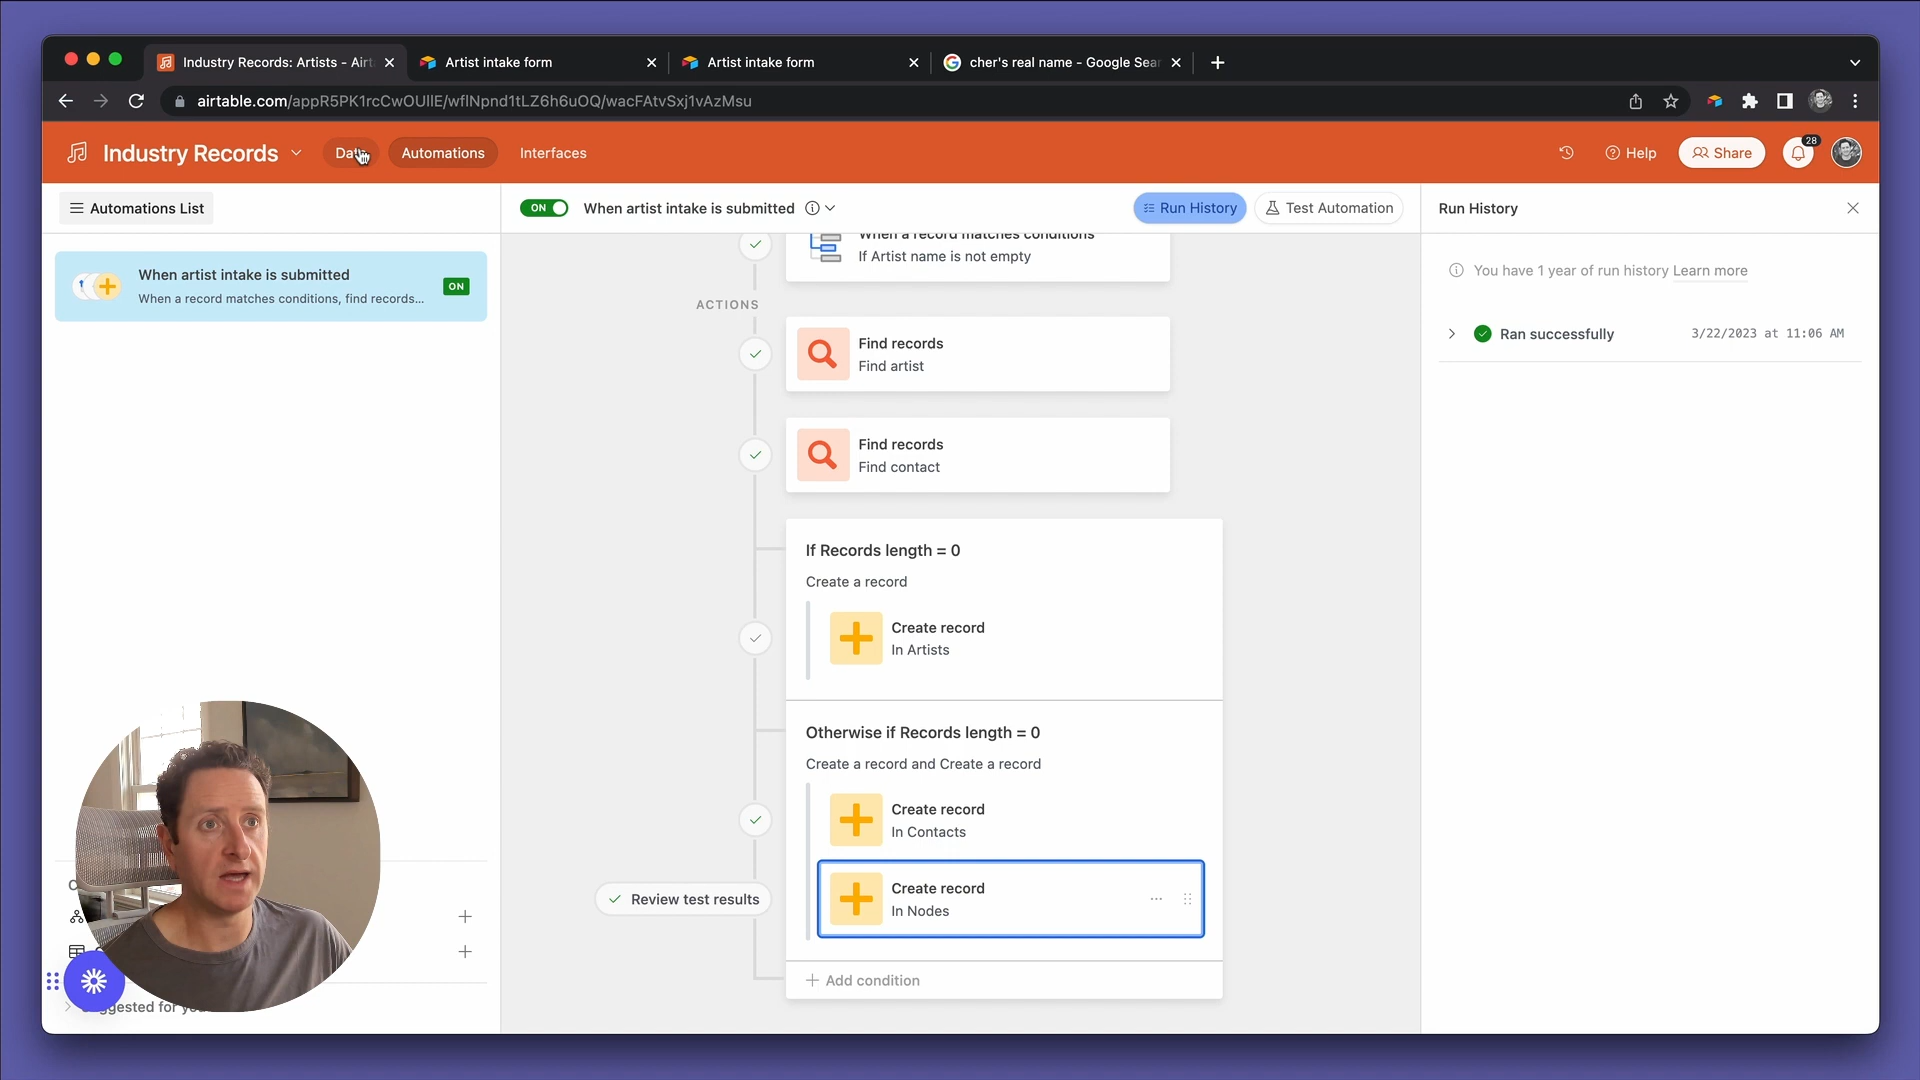 Industry Records: Artists - Airt
Artist intake form
Artist intake form
cher's real name - Google Sear
airtable.com/appR5PK1rcCwOUIlE/wflNpnd1tLZ6h6uOQ/wacFAtvSxj1vAzMsu
Industry Records
Data
Automations
Interfaces
Help
Share
28
Automations List
ON
When artist intake is submitted
Run History
Test Automation
Run History
When artist intake is submitted
When a record matches conditions, find records...
ON
When a record matches conditions
If Artist name is not empty
You have 1 year of run history Learn more
ACTIONS
Find records
Find artist
Ran successfully
3/22/2023 at 11:06 AM
Find records
Find contact
If Records length = 0
Create a record
Create record
In Artists
Otherwise if Records length = 0
Create a record and Create a record
Create record
In Contacts
Review test results
Create record
In Nodes
Add condition